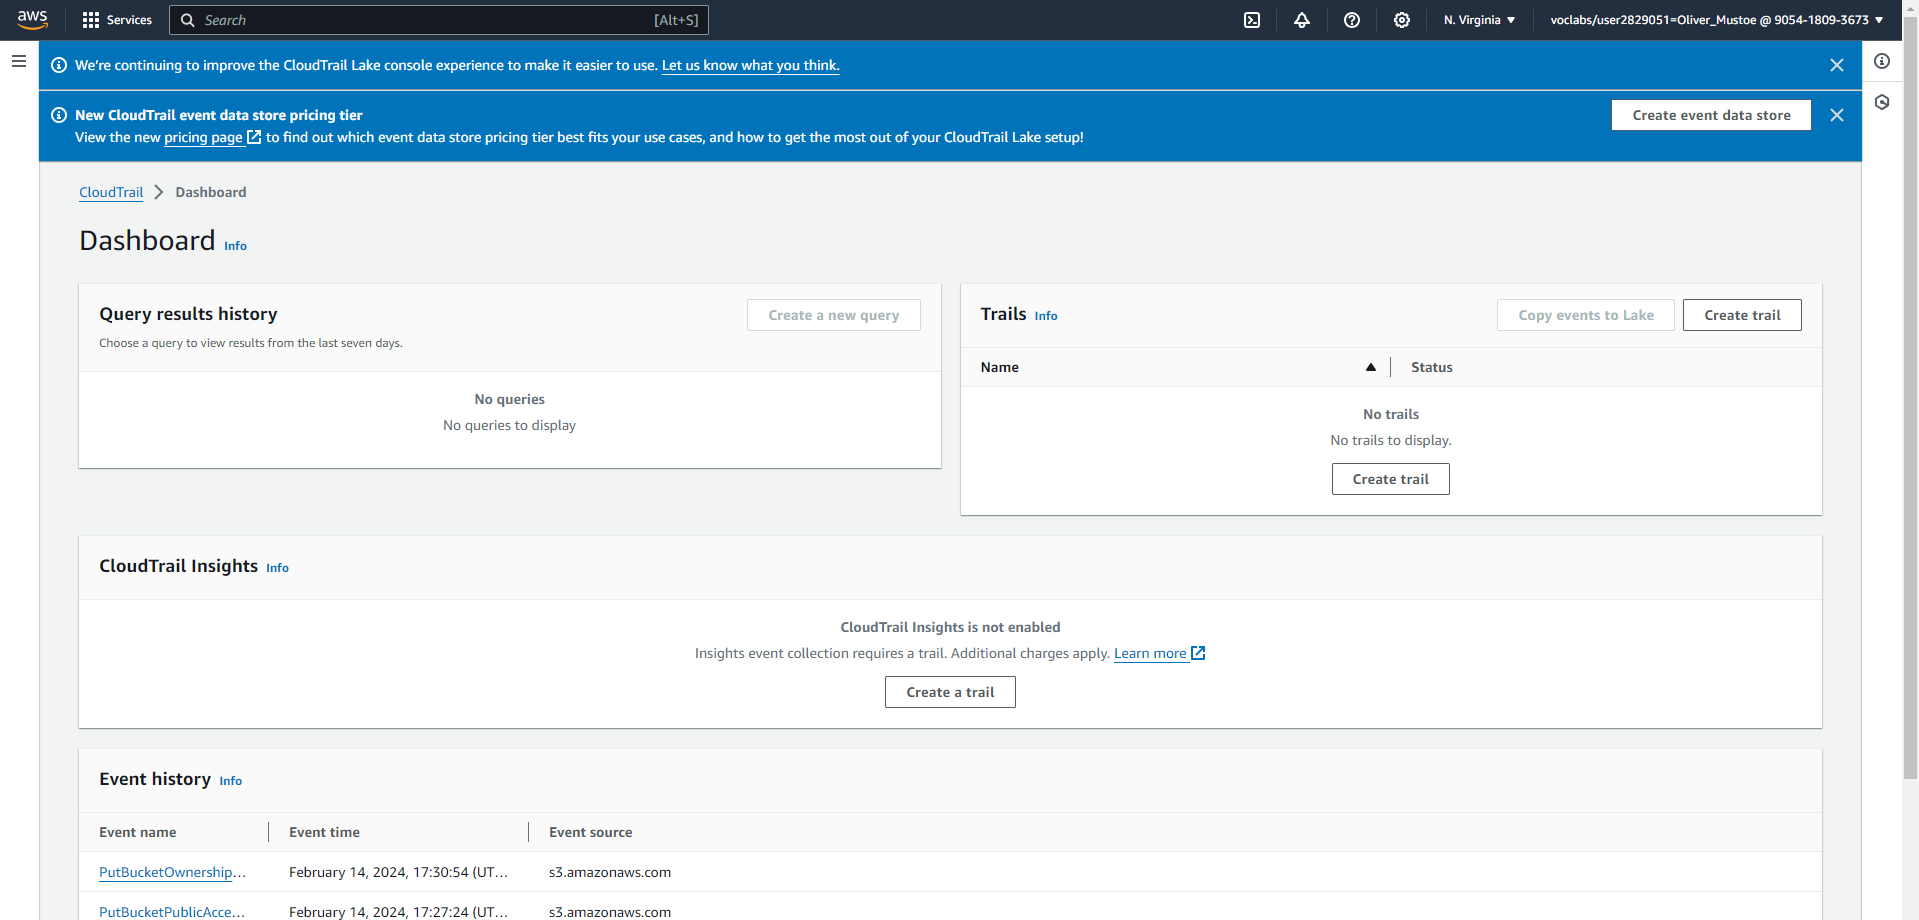 aws
Services
Search
[Alt+S]
N. Virginia
voclabs/user2829051=Oliver_Mustoe @ 9054-1809-3673
We're continuing to improve the CloudTrail Lake console experience to make it easier to use. Let us know what you think.
New CloudTrail event data store pricing tier
View the new pricing page to find out which event data store pricing tier best fits your use cases, and how to get the most out of your CloudTrail Lake setup!
Create event data store
CloudTrail
Dashboard
Dashboard Info
Query results history
Create a new query
Choose a query to view results from the last seven days.
No queries
No queries to display
Trails Info
Copy events to Lake
Create trail
Name
Status
No trails
No trails to display.
Create trail
CloudTrail Insights Info
CloudTrail Insights is not enabled
Insights event collection requires a trail. Additional charges apply. Learn more
Create a trail
Event history Info
Event name
Event time
Event source
PutBucketOwnership...
February 14, 2024, 17:30:54 (UT...
s3.amazonaws.com
PutBucketPublicAcce...
February 14, 2024, 17:27:24 (UT...
s3.amazonaws.com